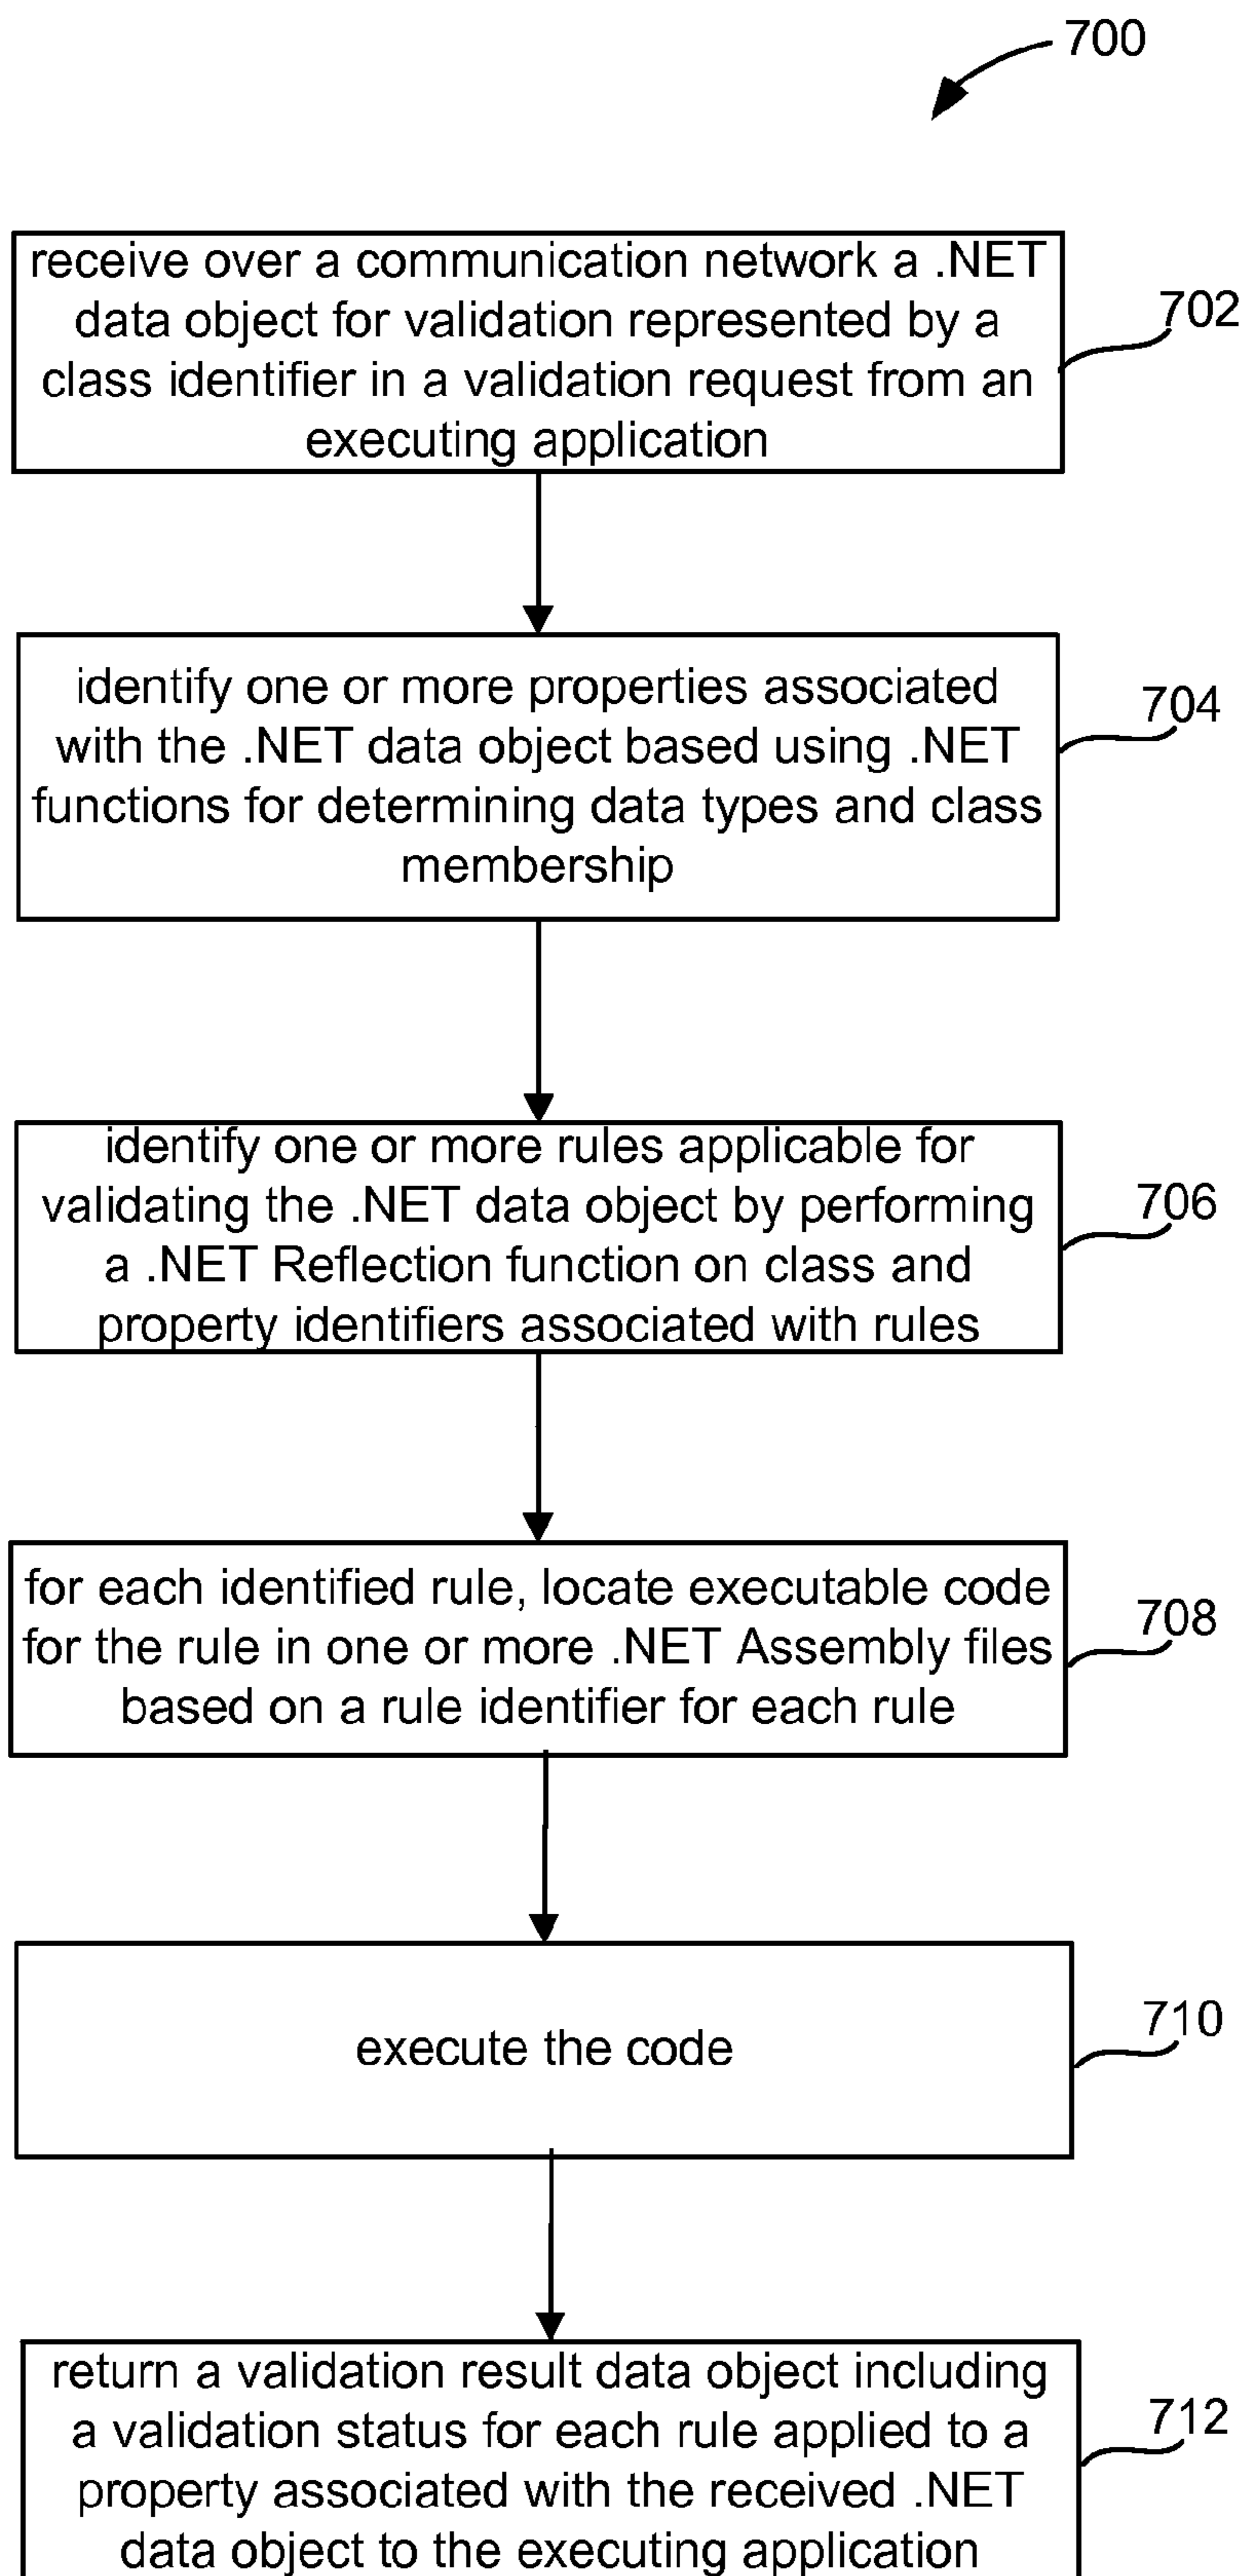 700
receive over a communication network a .NET
data object for validation represented by a
class identifier in a validation request from an
executing application
702
identify one or more properties associated
with the .NET data object based using .NET
functions for determining data types and class
membership
704
identify one or more rules applicable for
validating the .NET data object by performing
a .NET Reflection function on class and
property identifiers associated with rules
706
for each identified rule, locate executable code
for the rule in one or more .NET Assembly files
based on a rule identifier for each rule
708
execute the code
710
return a validation result data object including
a validation status for each rule applied to a
property associated with the received .NET
data object to the executing application
712